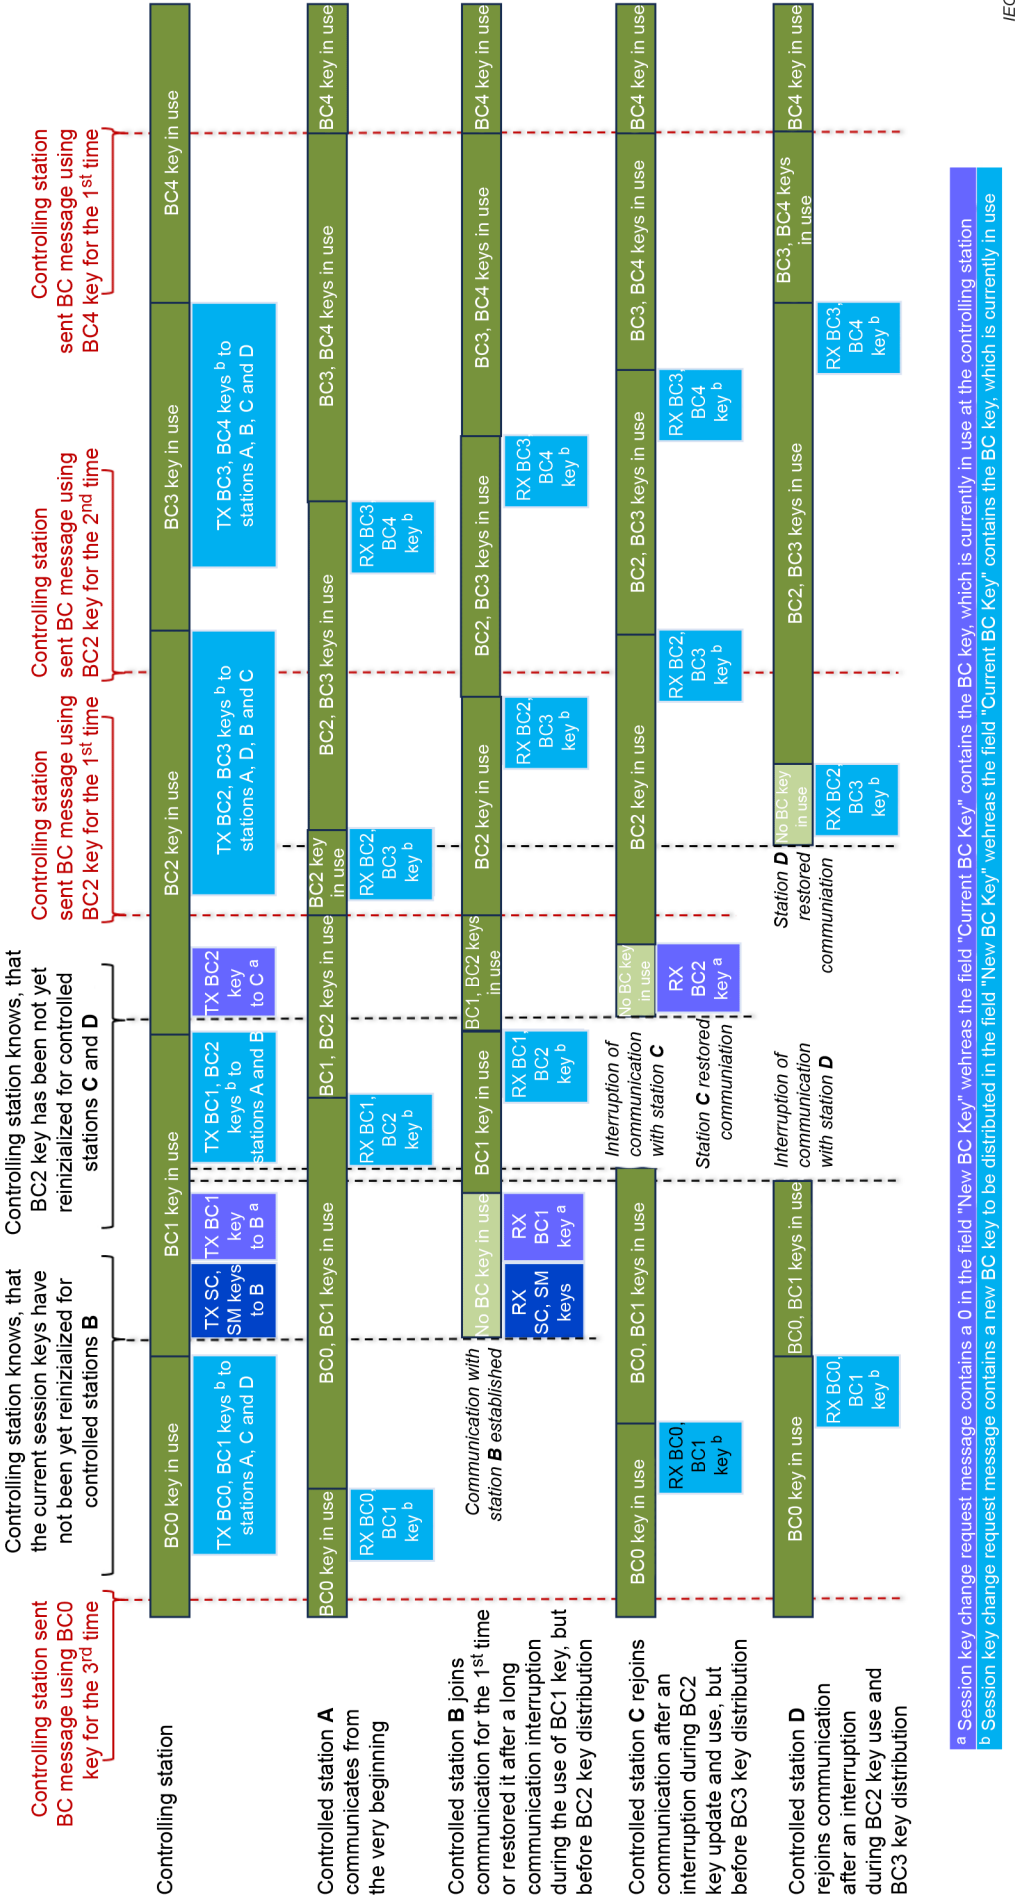 Controlling station sent
BC message using BC0
key for the 3rd time
Controlling station knows, that
the current session keys have
not been yet reinizialized for
controlled stations B
Controlling station knows, that
BC2 key has been not yet
reinizialized for controlled
stations C and D
Controlling station
sent BC message using
BC2 key for the 1st time
Controlling station
sent BC message using
BC2 key for the 2nd time
Controlling station
sent BC message using
BC4 key for the 1st time
Controlling station
BC0 key in use
BC1 key in use
BC2 key in use
BC3 key in use
BC4 key in use
TX BC0, BC1 keys b to
stations A, C and D
TX SC,
SM keys
to B
TX BC1
key
to B a
TX BC1, BC2
keys b to
stations A and B
TX BC2
key
to C a
TX BC2, BC3 keys b to
stations A, D, B and C
TX BC3, BC4 keys b to
stations A, B, C and D
Controlled station A
communicates from
the very beginning
BC0 key in use
BC0, BC1 keys in use
BC1, BC2 keys in use
BC2 key
in use
BC2, BC3 keys in use
BC3, BC4 keys in use
BC4 key in use
RX BC0,
BC1
key b
RX BC1,
BC2
key b
RX BC2,
BC3
key b
RX BC3,
BC4
key b
Controlled station B joins
communication for the 1st time
or restored it after a long
communication interruption
during the use of BC1 key, but
before BC2 key distribution
Communication with
station B established
No BC key in use
BC1 key in use
BC1, BC2 keys
in use
BC2 key in use
BC2, BC3 keys in use
BC3, BC4 keys in use
BC4 key in use
RX
SC, SM
keys
RX
BC1
key a
RX BC1,
BC2
key b
RX BC2,
BC3
key b
RX BC3,
BC4
key b
Controlled station C rejoins
communication after an
interruption during BC2
key update and use, but
before BC3 key distribution
BC0 key in use
BC0, BC1 keys in use
Interruption of
communication
with station C
No BC key
in use
BC2 key in use
BC2, BC3 keys in use
BC3, BC4 keys in use
BC4 key in use
RX BC0,
BC1
key b
Station C restored
communiation
RX
BC2
key a
RX BC2,
BC3
key b
RX BC3,
BC4
key b
Controlled station D
rejoins communication
after an interruption
during BC2 key use and
BC3 key distribution
BC0 key in use
BC0, BC1 keys in use
Interruption of
communication
with station D
Station D
restored
communiation
No BC key
in use
BC2, BC3 keys in use
BC3, BC4 keys
in use
BC4 key in use
RX BC0,
BC1
key b
RX BC2,
BC3
key b
RX BC3,
BC4
key b
a Session key change request message contains a 0 in the field "New BC Key" wehreas the field "Current BC Key" contains the BC key, which is currently in use at the controlling station
b Session key change request message contains a new BC key to be distributed in the field "New BC Key" wehreas the field "Current BC Key" contains the BC key, which is currently in use
IEC